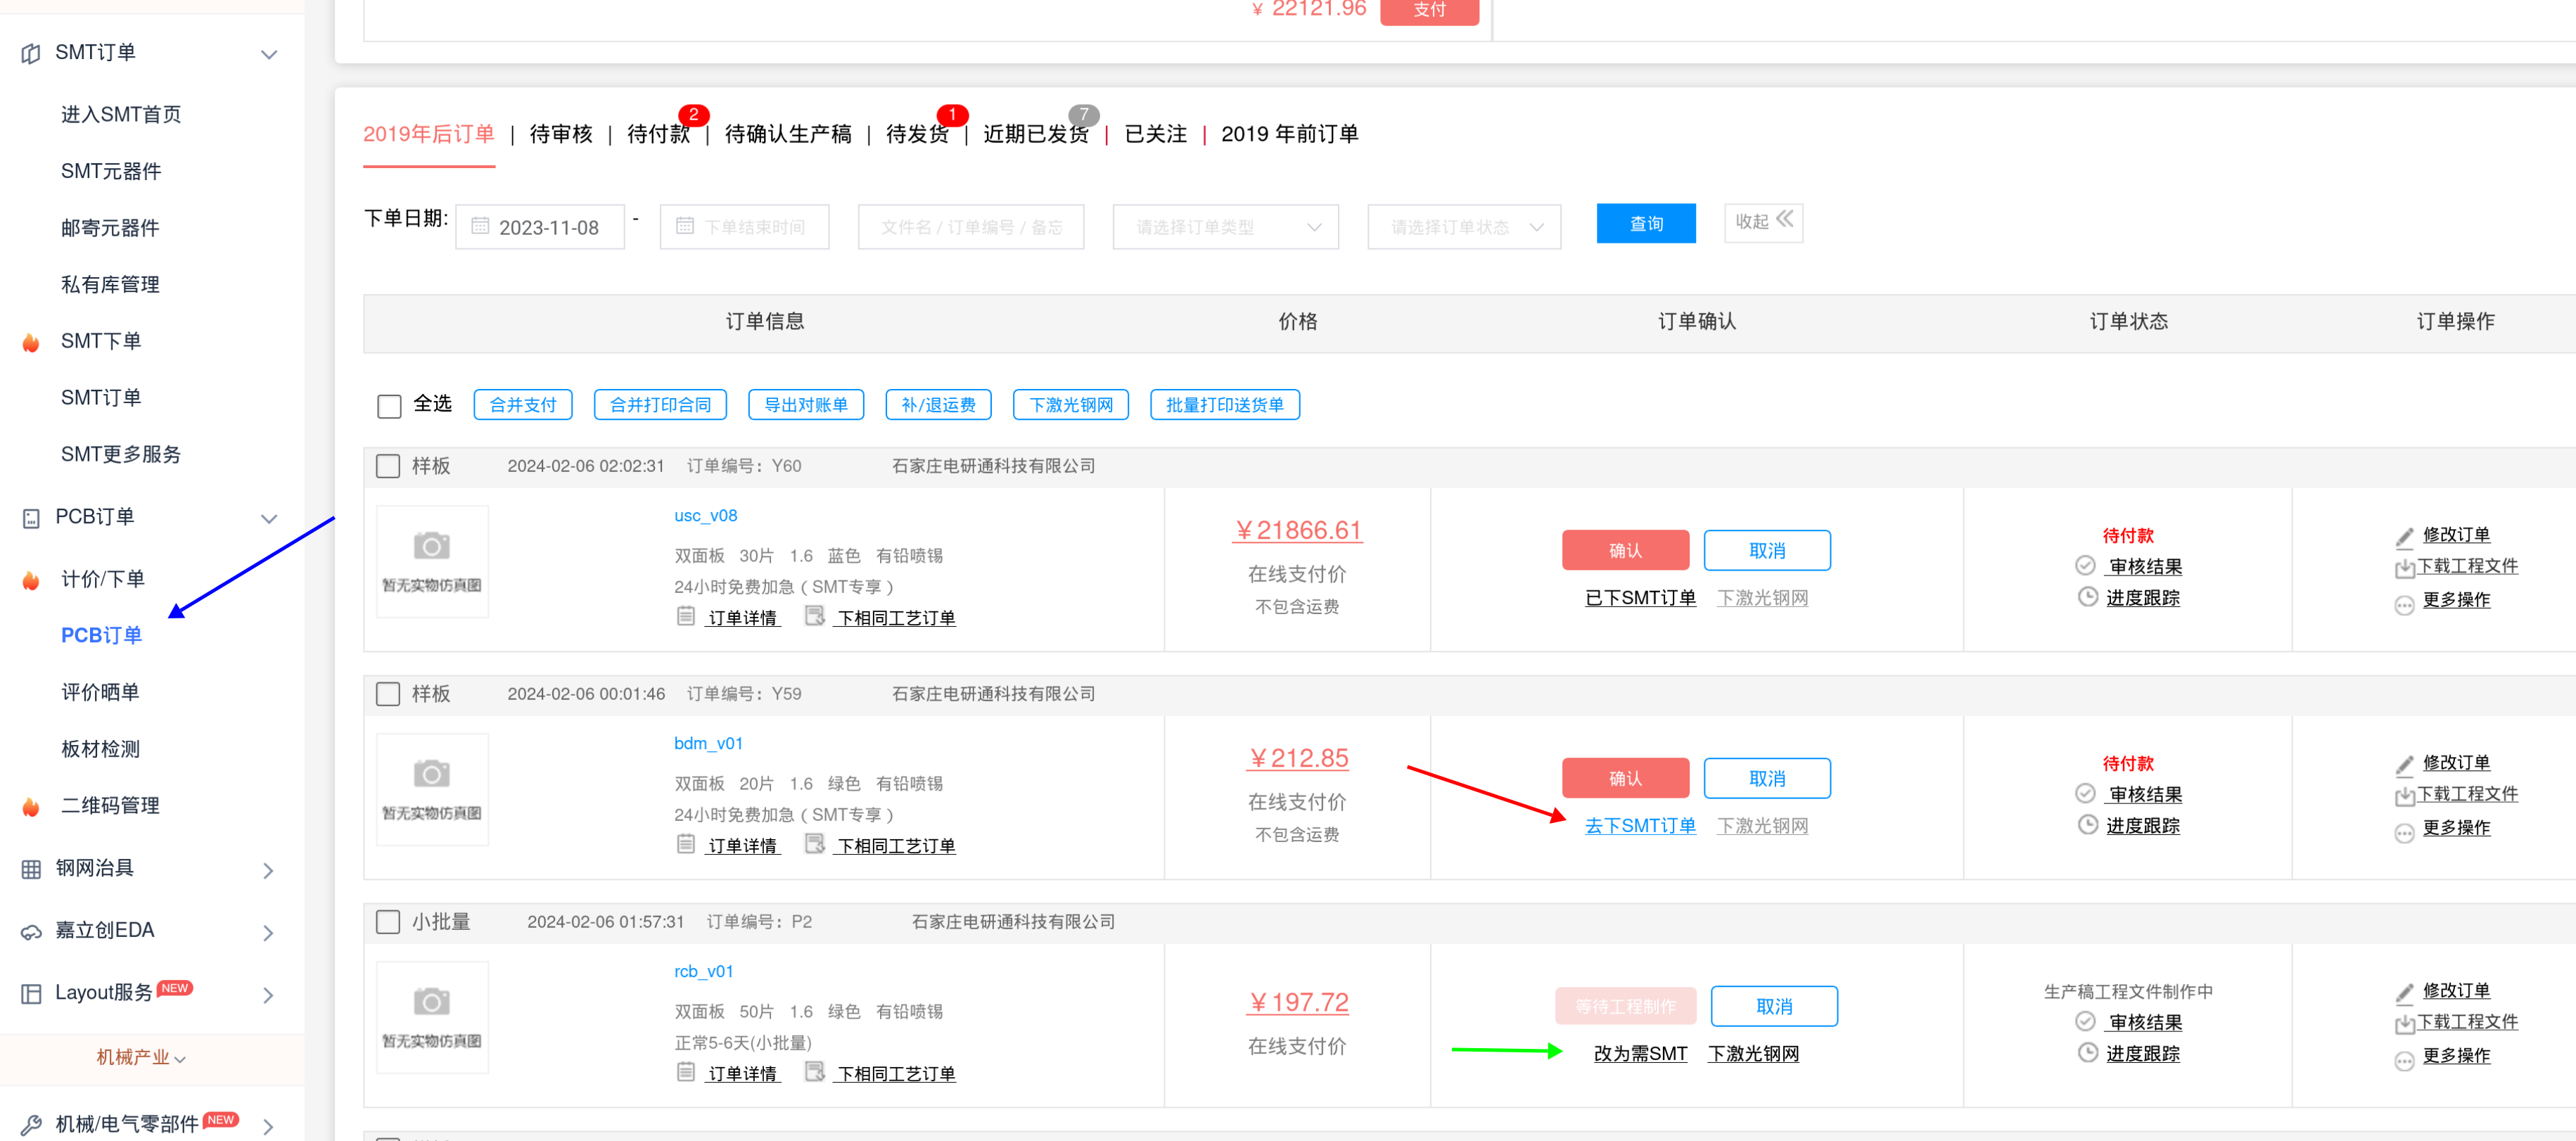 ¥ 22121.96 支付
SMT订单
进入SMT首页
SMT元器件
邮寄元器件
私有库管理
SMT下单
SMT订单
SMT更多服务
PCB订单
计价/下单
PCB订单
评价晒单
板材检测
二维码管理
钢网治具
嘉立创EDA
Layout服务 NEW
机械产业
机械/电气零部件 NEW
2019年后订单 | 待审核 | 待付款 2 | 待确认生产稿 | 待发货 1 | 近期已发货 7 | 已关注 | 2019 年前订单
下单日期: 2023-11-08 - 下单结束时间 文件名 / 订单编号 / 备忘 请选择订单类型 请选择订单状态 查询 收起
订单信息 价格 订单确认 订单状态 订单操作
全选 合并支付 合并打印合同 导出对账单 补/退运费 下激光钢网 批量打印送货单
样板 2024-02-06 02:02:31 订单编号: Y60 石家庄电研通科技有限公司
暂无实物仿真图
usc_v08
双面板 30片 1.6 蓝色 有铅喷锡
24小时免费加急 ( SMT专享 )
订单详情 下相同工艺订单
¥21866.61
在线支付价
不包含运费
确认 取消
已下SMT订单 下激光钢网
待付款
审核结果
进度跟踪
修改订单
下载工程文件
更多操作
样板 2024-02-06 00:01:46 订单编号: Y59 石家庄电研通科技有限公司
暂无实物仿真图
bdm_v01
双面板 20片 1.6 绿色 有铅喷锡
24小时免费加急 ( SMT专享 )
订单详情 下相同工艺订单
¥212.85
在线支付价
不包含运费
确认 取消
去下SMT订单 下激光钢网
待付款
审核结果
进度跟踪
修改订单
下载工程文件
更多操作
小批量 2024-02-06 01:57:31 订单编号: P2 石家庄电研通科技有限公司
暂无实物仿真图
rcb_v01
双面板 50片 1.6 绿色 有铅喷锡
正常5-6天(小批量)
订单详情 下相同工艺订单
¥197.72
在线支付价
等待工程制作 取消
改为需SMT 下激光钢网
生产稿工程文件制作中
审核结果
进度跟踪
修改订单
下载工程文件
更多操作